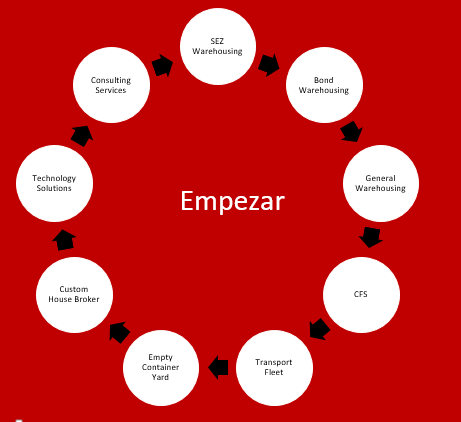 SEZ
Warehousing
Bond
Warehousing
General
Warehousing
CFS
Transport
Fleet
Empty
Container
Yard
Custom
House Broker
Technology
Solutions
Consulting
Services
Empezar